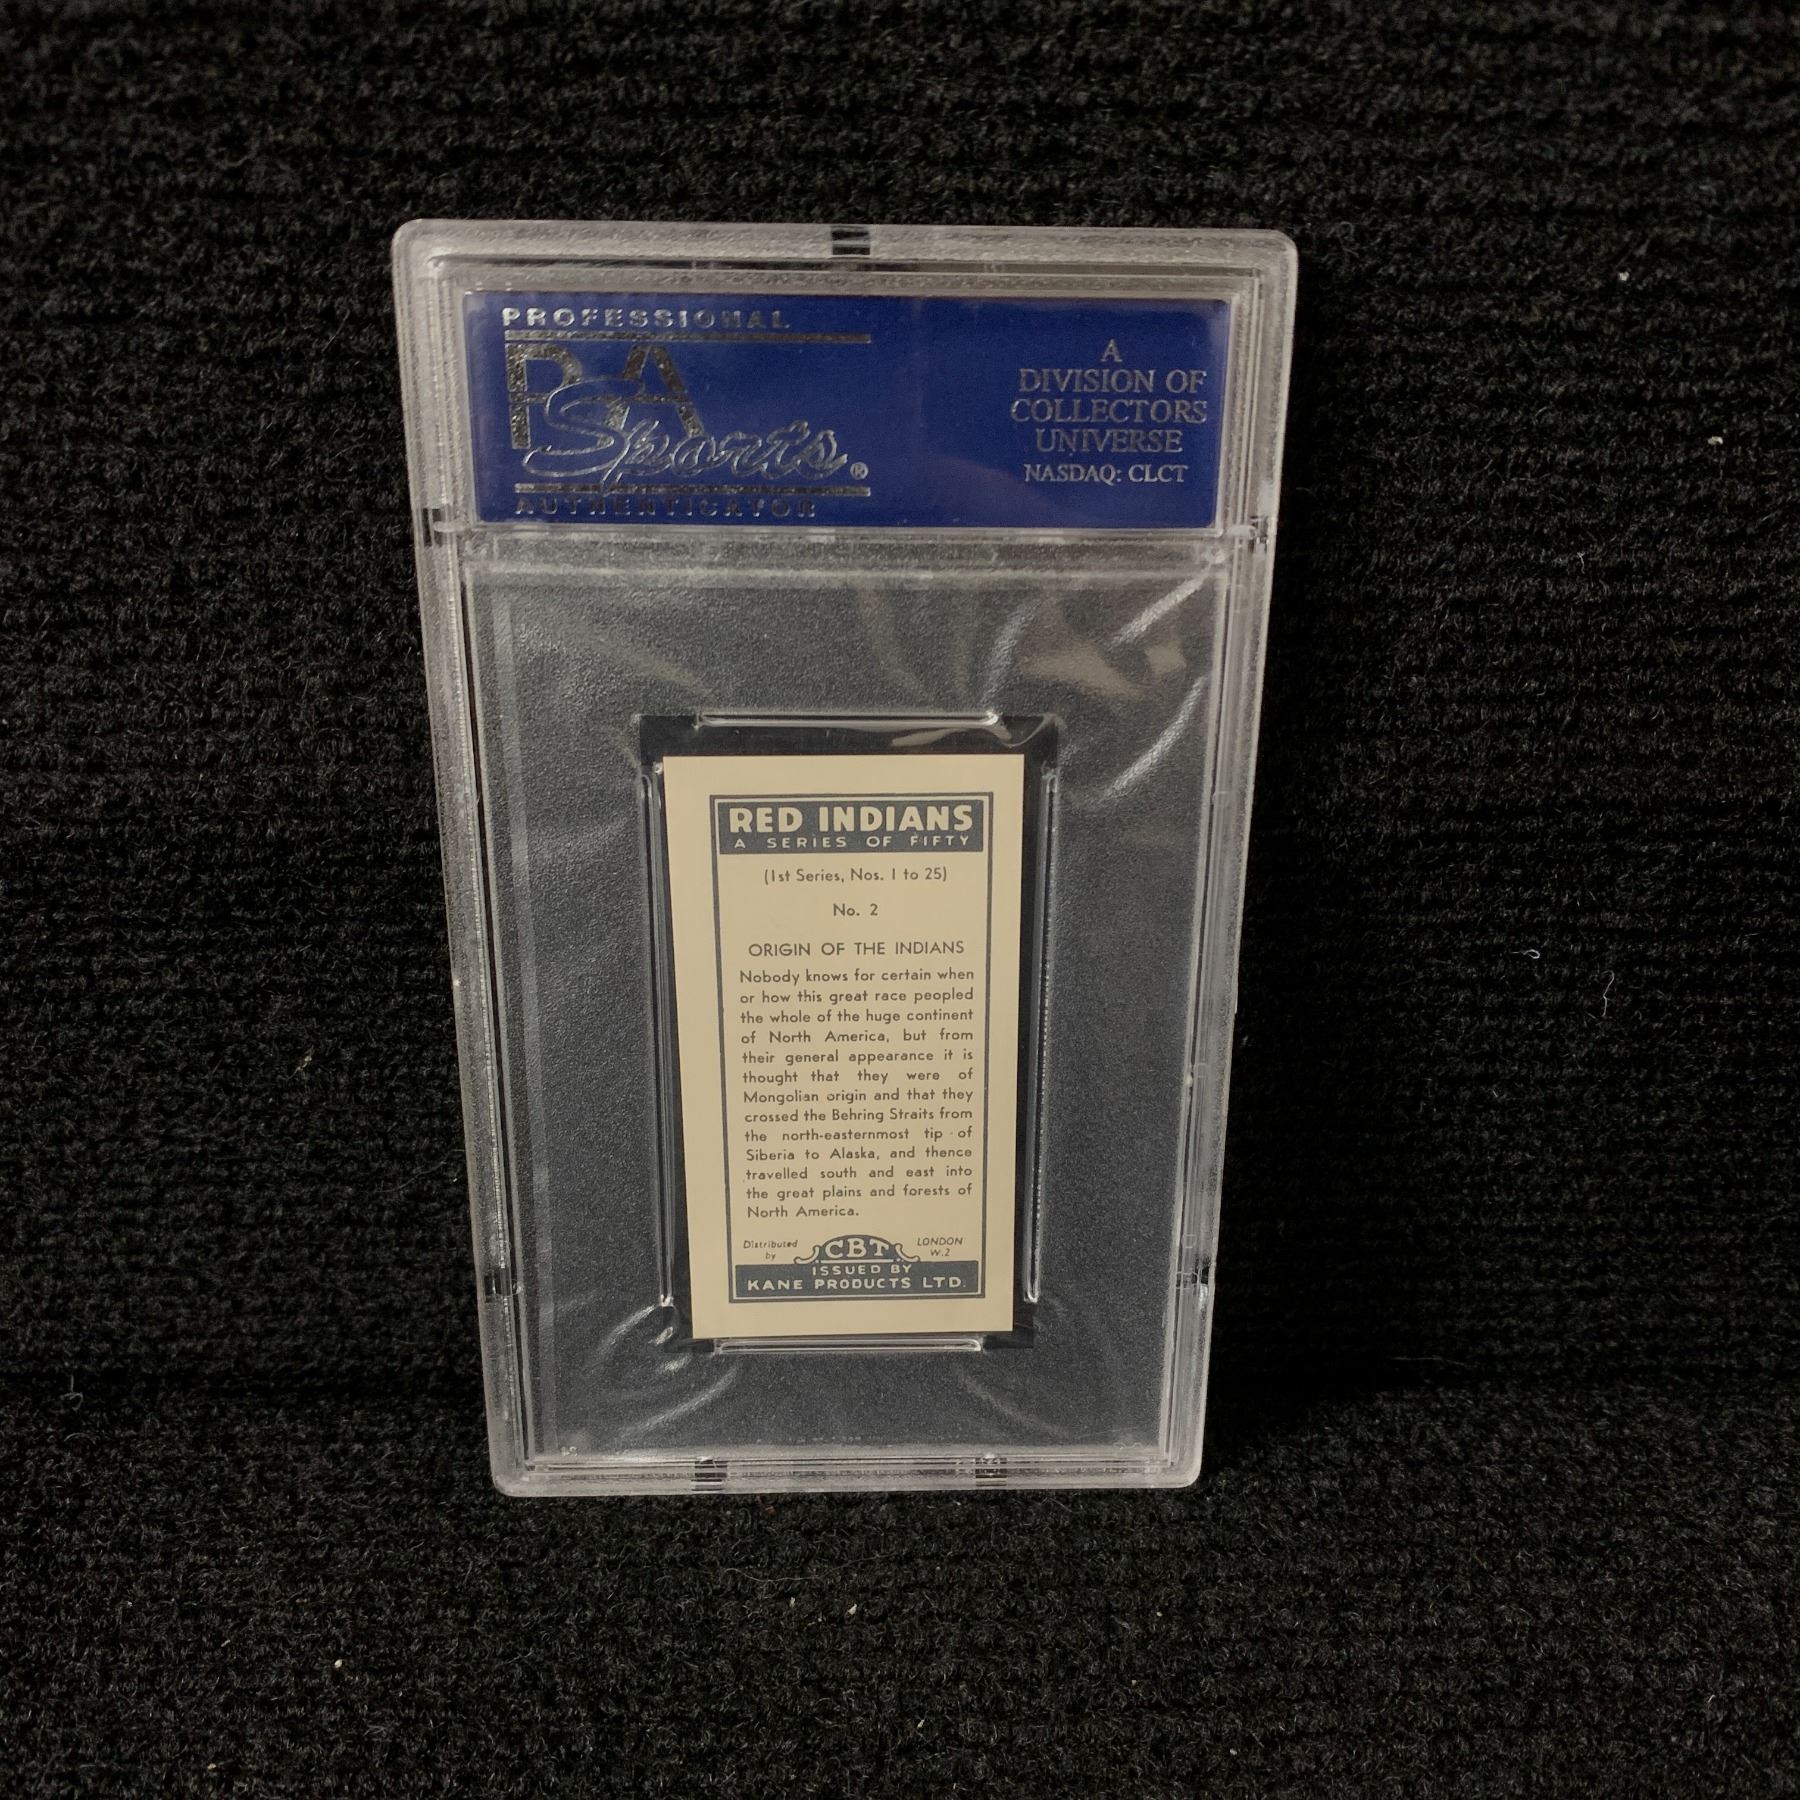 PROFESSIONAL
PSA
Sports®
AUTHENTICATOR
A
DIVISION OF
COLLECTORS
UNIVERSE
NASDAQ: CLCT
RED INDIANS
A SERIES OF FIFTY
(1st Series, Nos. 1 to 25)
No. 2
ORIGIN OF THE INDIANS
Nobody knows for certain when
or how this great race peopled
the whole of the huge continent
of North America, but from
their general appearance it is
thought that they were of
Mongolian origin and that they
crossed the Behring Straits from
the north-easternmost tip of
Siberia to Alaska, and thence
travelled south and east into
the great plains and forests of
North America.
Distributed
by
CBT
LONDON
W.2
ISSUED BY
KANE PRODUCTS LTD.